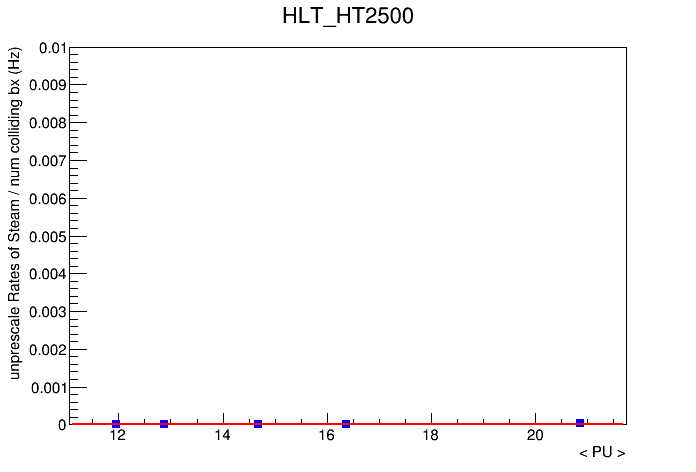 HLT_HT2500
unprescale Rates of Steam / num colliding bx (Hz)
0.01
0.009
0.008
0.007
0.006
0.005
0.004
0.003
0.002
0.001
0
12 14 16 18 20
< PU >